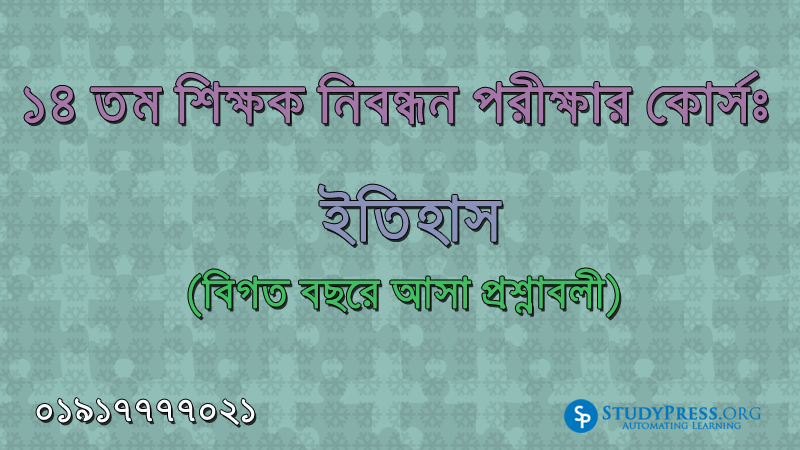 ১৪ তম শিক্ষক নিবন্ধন পরীক্ষার কোর্সঃ
ইতিহাস
(বিগত বছরে আসা প্রশ্নাবলী)
০১৯১৭৭৭৭০২১
SP STUDYPRESS.ORG
AUTOMATING LEARNING